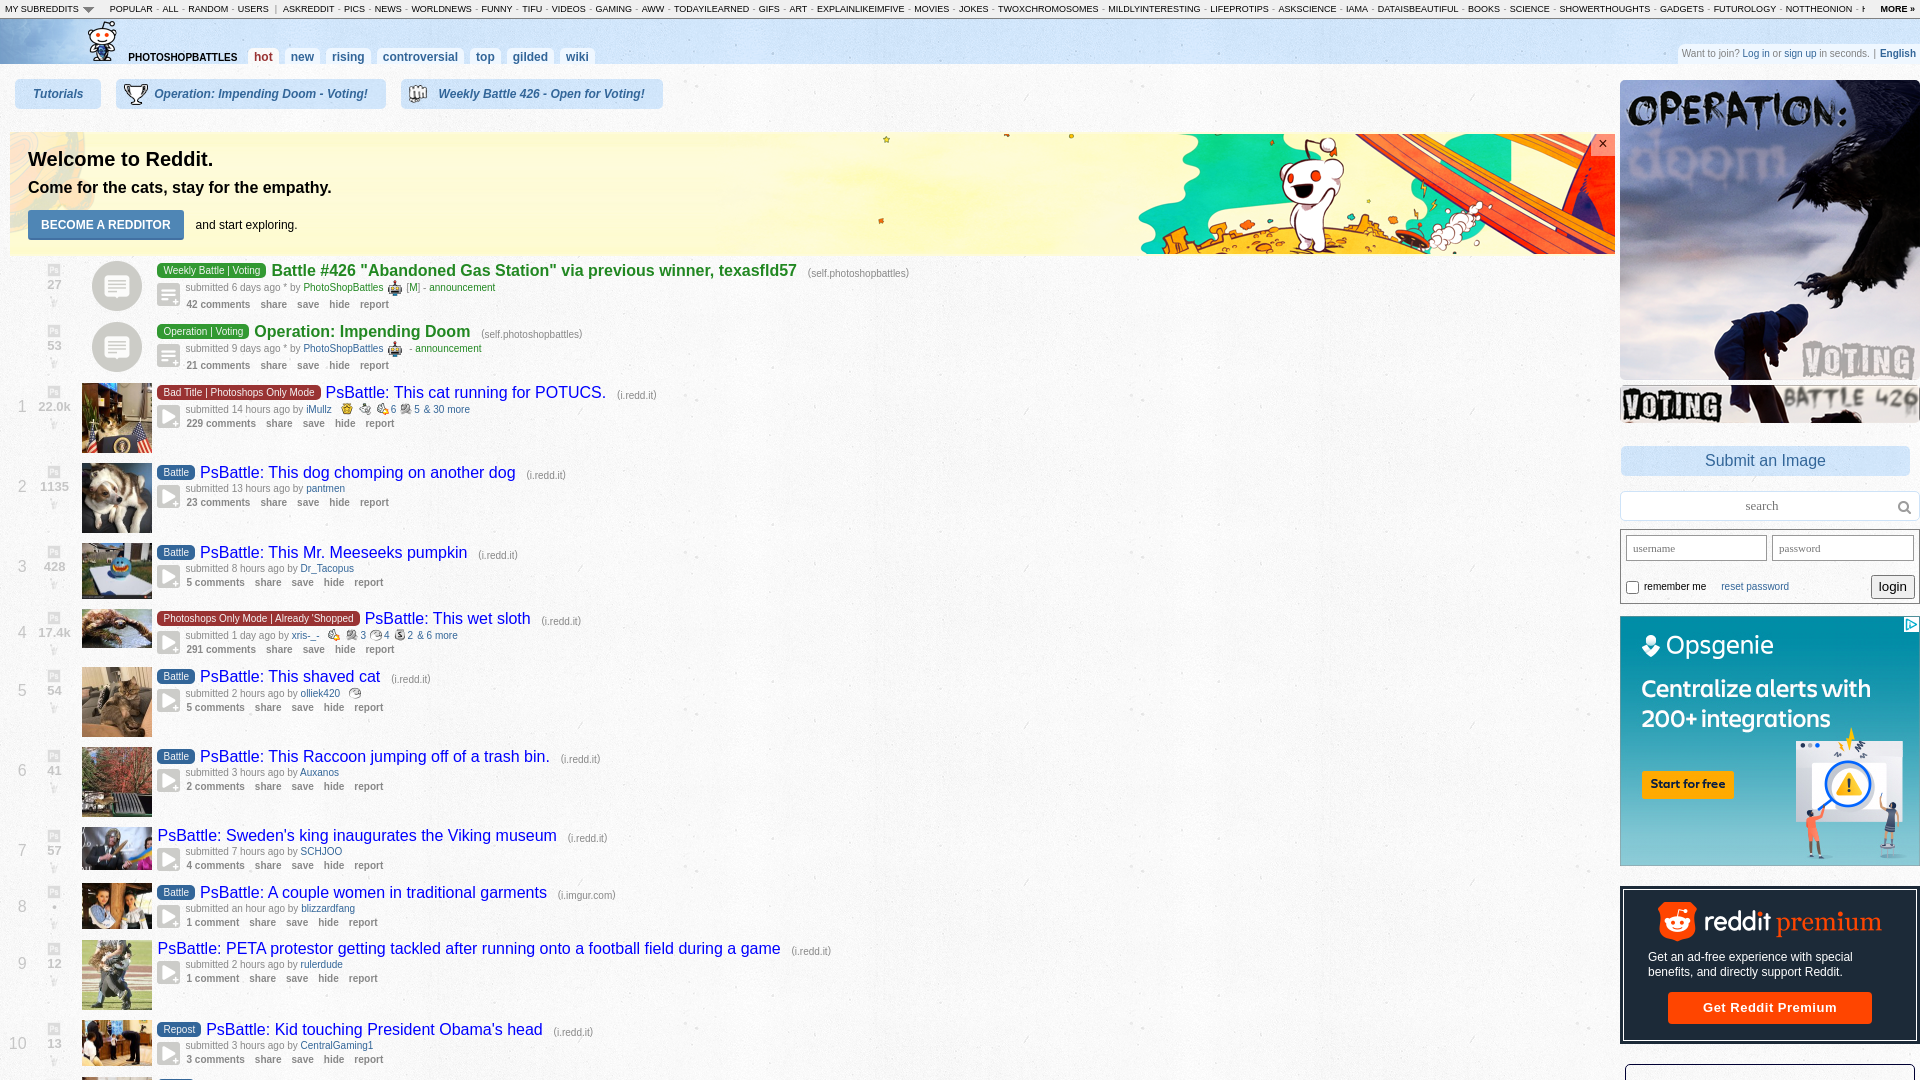 MY SUBREDDITS POPULAR - ALL - RANDOM - USERS | ASKREDDIT - PICS - NEWS - WORLDNEWS - FUNNY - TIFU - VIDEOS - GAMING - AWW - TODAYILEARNED - GIFS - ART - EXPLAINLIKEIMFIVE - MOVIES - JOKES - TWOXCHROMOSOMES - MILDLYINTERESTING - LIFEPROTIPS - ASKSCIENCE - IAMA - DATAISBEAUTIFUL - BOOKS - SCIENCE - SHOWERTHOUGHTS - GADGETS - FUTUROLOGY - NOTTHEONION - MORE »
PHOTOSHOPBATTLES hot new rising controversial top gilded wiki
Want to join? Log in or sign up in seconds. | English
Tutorials
Operation: Impending Doom - Voting!
Weekly Battle 426 - Open for Voting!
Welcome to Reddit.
Come for the cats, stay for the empathy.
BECOME A REDDITOR and start exploring.
×
Ps
27
Weekly Battle | Voting Battle #426 "Abandoned Gas Station" via previous winner, texasfld57 (self.photoshopbattles)
submitted 6 days ago * by PhotoShopBattles [M] - announcement
42 comments share save hide report
Ps
53
Operation | Voting Operation: Impending Doom (self.photoshopbattles)
submitted 9 days ago * by PhotoShopBattles - announcement
21 comments share save hide report
1
Ps
22.0k
Bad Title | Photoshops Only Mode PsBattle: This cat running for POTUCS. (i.redd.it)
submitted 14 hours ago by iMullz 6 5 & 30 more
229 comments share save hide report
2
Ps
1135
Battle PsBattle: This dog chomping on another dog (i.redd.it)
submitted 13 hours ago by pantmen
23 comments share save hide report
3
Ps
428
Battle PsBattle: This Mr. Meeseeks pumpkin (i.redd.it)
submitted 8 hours ago by Dr_Tacopus
5 comments share save hide report
4
Ps
17.4k
Photoshops Only Mode | Already 'Shopped PsBattle: This wet sloth (i.redd.it)
submitted 1 day ago by xris-_- 3 4 2 & 6 more
291 comments share save hide report
5
Ps
54
Battle PsBattle: This shaved cat (i.redd.it)
submitted 2 hours ago by olliek420
5 comments share save hide report
6
Ps
41
Battle PsBattle: This Raccoon jumping off of a trash bin. (i.redd.it)
submitted 3 hours ago by Auxanos
2 comments share save hide report
7
Ps
57
PsBattle: Sweden's king inaugurates the Viking museum (i.redd.it)
submitted 7 hours ago by SCHJOO
4 comments share save hide report
8
Ps
•
Battle PsBattle: A couple women in traditional garments (i.imgur.com)
submitted an hour ago by blizzardfang
1 comment share save hide report
9
Ps
12
PsBattle: PETA protestor getting tackled after running onto a football field during a game (i.redd.it)
submitted 2 hours ago by rulerdude
1 comment share save hide report
10
Ps
13
Repost PsBattle: Kid touching President Obama's head (i.redd.it)
submitted 3 hours ago by CentralGaming1
3 comments share save hide report
OPERATION:
doom
VOTING
VOTING BATTLE 426
Submit an Image
search
username password
remember me reset password login
Opsgenie
Centralize alerts with
200+ integrations
Start for free
reddit premium
Get an ad-free experience with special
benefits, and directly support Reddit.
Get Reddit Premium